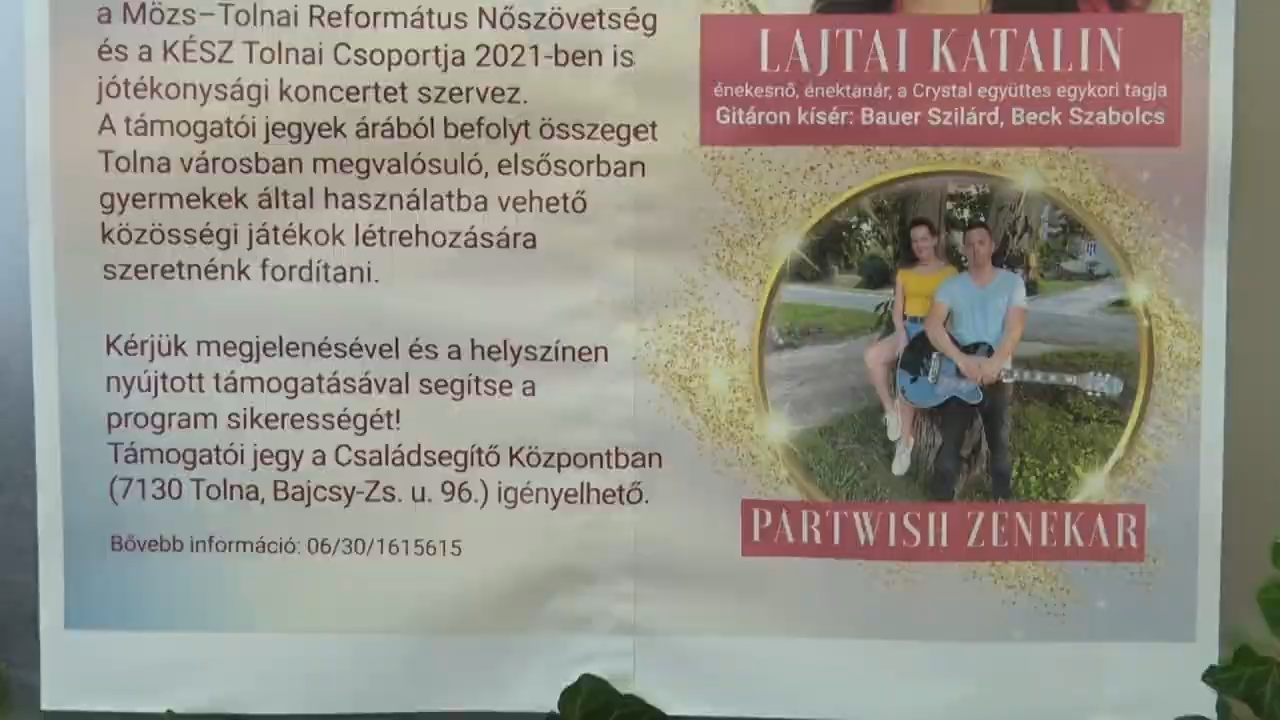 a Mözs–Tolnai Református Nőszövetség
és a KÉSZ Tolnai Csoportja 2021-ben is
jótékonysági koncertet szervez.
A támogatói jegyek árából befolyt összeget
Tolna városban megvalósuló, elsősorban
gyermekek által használatba vehető
közösségi játékok létrehozására
szeretnénk fordítani.
Kérjük megjelenésével és a helyszínen
nyújtott támogatásával segítse a
program sikerességét!
Támogatói jegy a Családsegítő Központban
(7130 Tolna, Bajcsy-Zs. u. 96.) igényelhető.
Bővebb információ: 06/30/1615615
LAJTAI KATALIN
énekesnő, énektanár, a Crystal együttes egykori tagja
Gitáron kísér: Bauer Szilárd, Beck Szabolcs
PARTWISH ZENEKAR